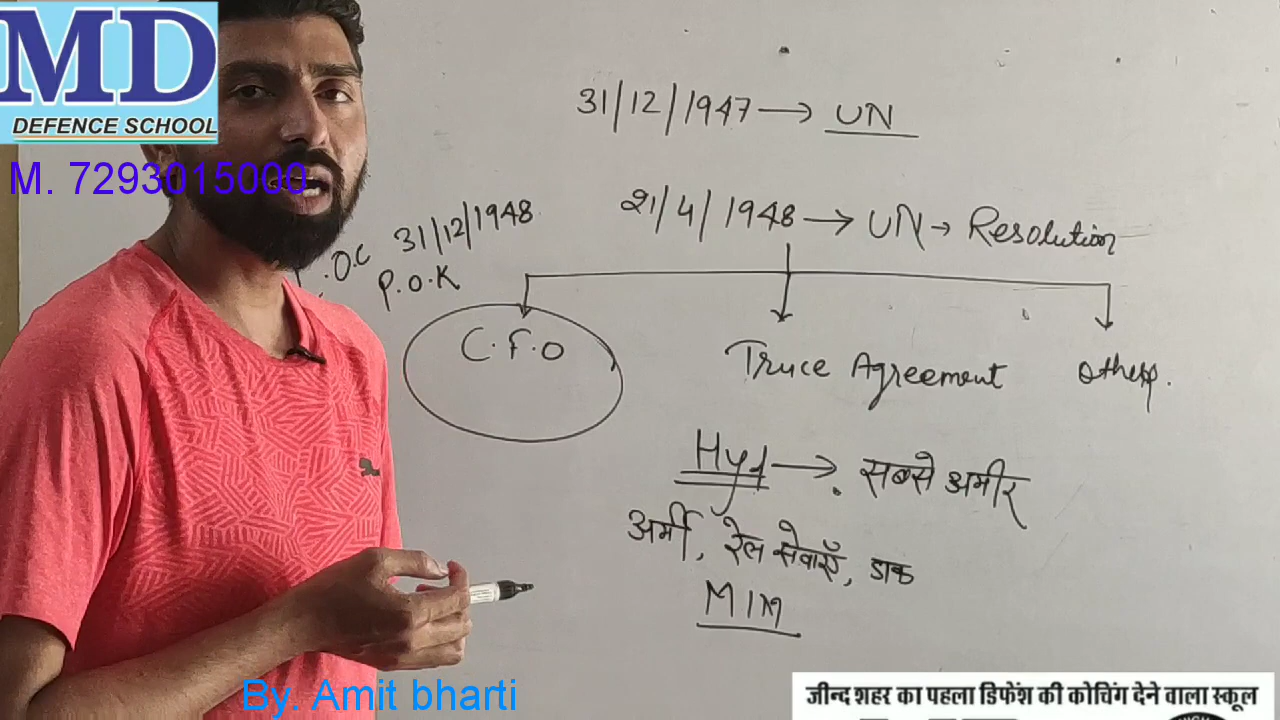 MD
DEFENCE SCHOOL
M. 7293015000
31/12/1947 → UN
21/4/1948 → UN → Resolution
.O.C 31/12/1948
P.O.K
C.F.O
Truce Agreement
Hyd → सबसे अमीर
अर्मी, रेल सेवाएँ, डाक
MIM
By. Amit bharti
जीन्द शहर का पहला डिफेंश की कोचिंग देने वाला स्कूल